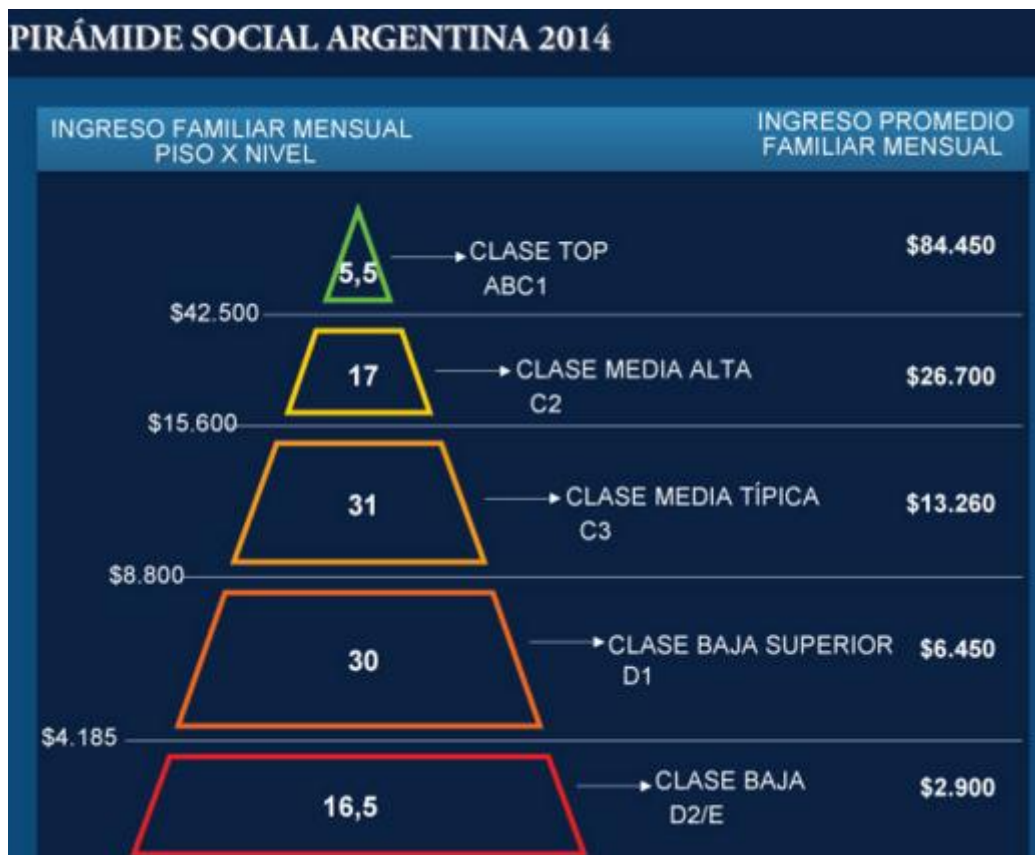 PIRÁMIDE SOCIAL ARGENTINA 2014
INGRESO FAMILIAR MENSUAL
PISO X NIVEL
INGRESO PROMEDIO
FAMILIAR MENSUAL
5,5
CLASE TOP
ABC1
$84.450
$42.500
17
CLASE MEDIA ALTA
C2
$26.700
$15.600
31
CLASE MEDIA TÍPICA
C3
$13.260
$8.800
30
CLASE BAJA SUPERIOR
D1
$6.450
$4.185
16,5
CLASE BAJA
D2/E
$2.900